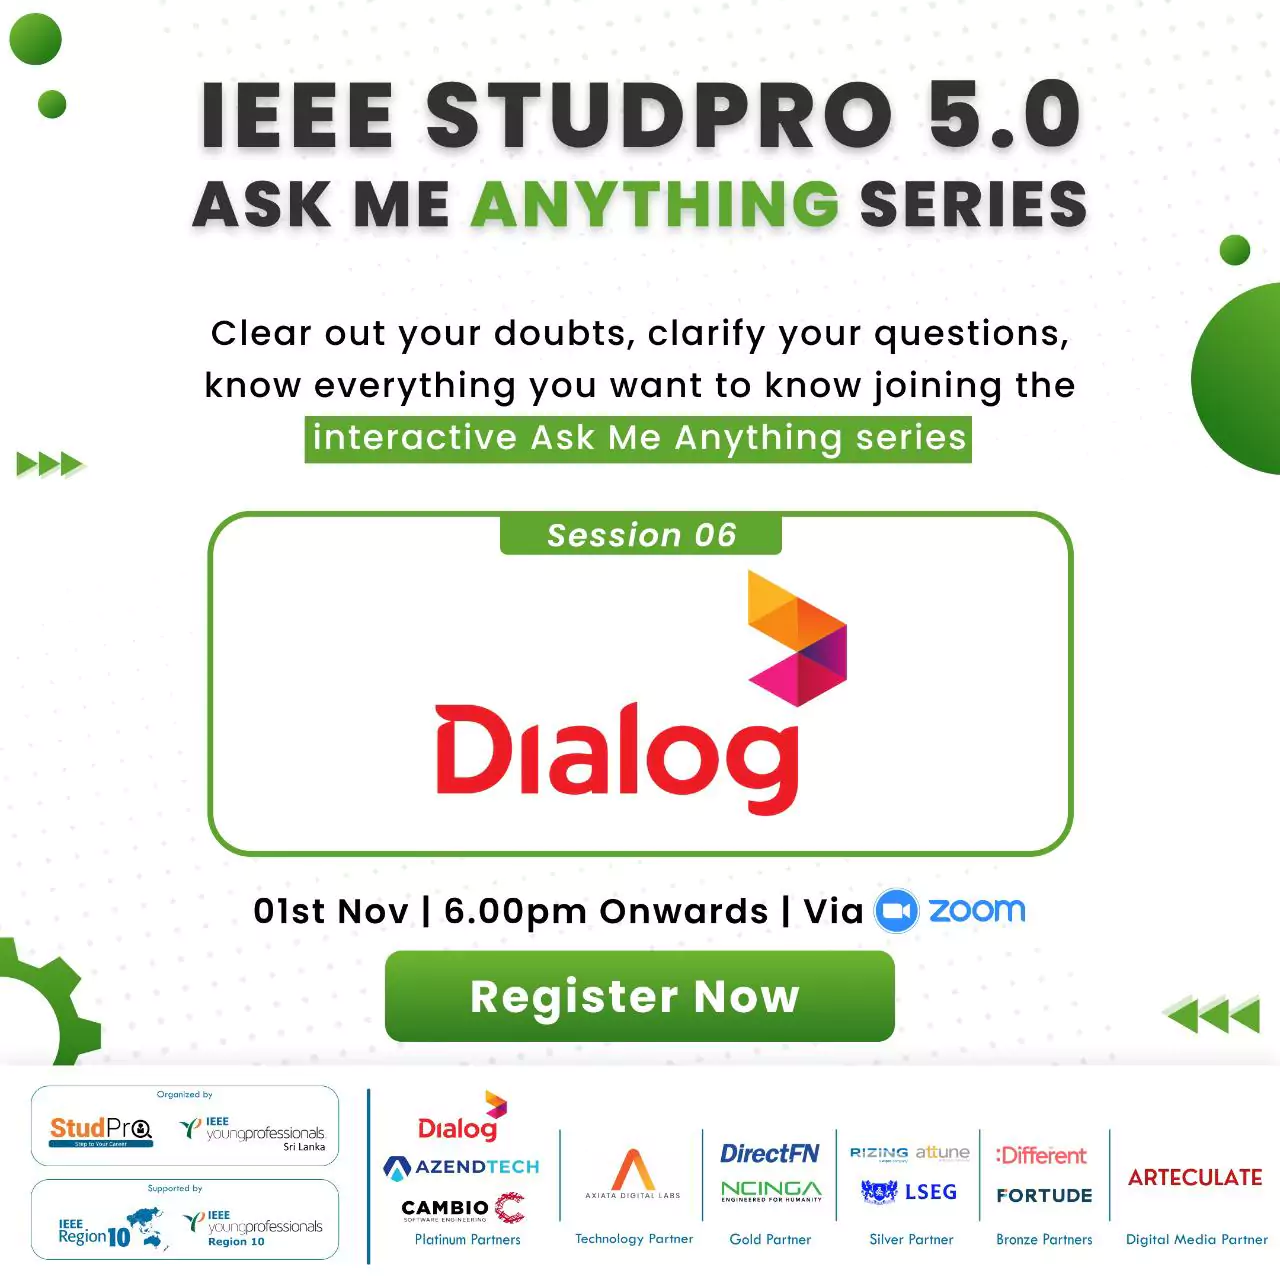 IEEE STUDPRO 5.0
ASK ME ANYTHING SERIES
Clear out your doubts, clarify your questions,
know everything you want to know joining the
interactive Ask Me Anything series
Session 06
Dialog
01st Nov | 6.00pm Onwards | Via zoom
Register Now
Organized by
StudPro
Step to Your Career
IEEE
youngprofessionals
Sri Lanka
Supported by
IEEE
Region 10
IEEE
youngprofessionals
Region 10
Dialog
AZENDTECH
CAMBIO
SOFTWARE ENGINEERING
Platinum Partners
AXIATA DIGITAL LABS
Technology Partner
DirectFN
NCINGA
ENGINEERED FOR HUMANITY
Gold Partner
RIZING attune
LSEG
Silver Partner
:Different
FORTUDE
Bronze Partners
ARTECULATE
Digital Media Partner